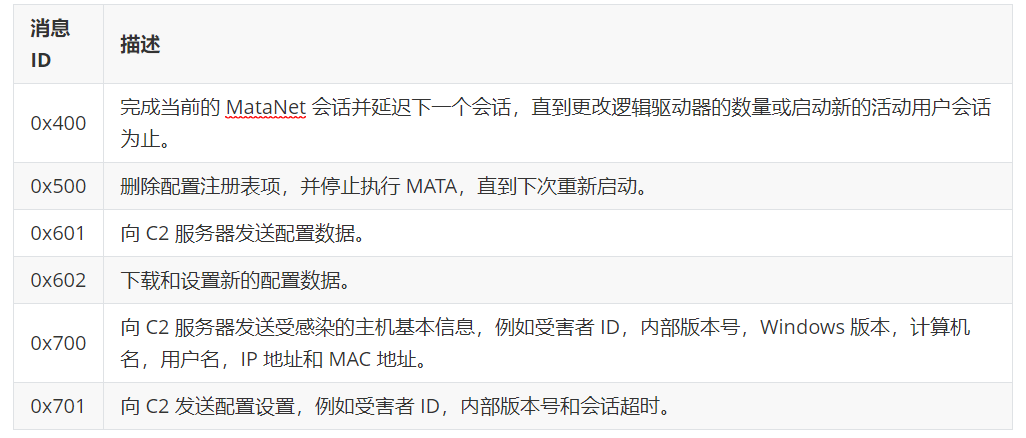 消息
ID
描述
0x400
完成当前的 MataNet 会话并延迟下一个会话，直到更改逻辑驱动器的数量或启动新的活动用户会话
为止。
0x500
删除配置注册表项，并停止执行 MATA，直到下次重新启动。
0x601
向 C2 服务器发送配置数据。
0x602
下载和设置新的配置数据。
0x700
向 C2 服务器发送受感染的主机基本信息，例如受害者 ID，内部版本号，Windows 版本，计算机
名，用户名，IP 地址和 MAC 地址。
0x701
向 C2 发送配置设置，例如受害者 ID，内部版本号和会话超时。